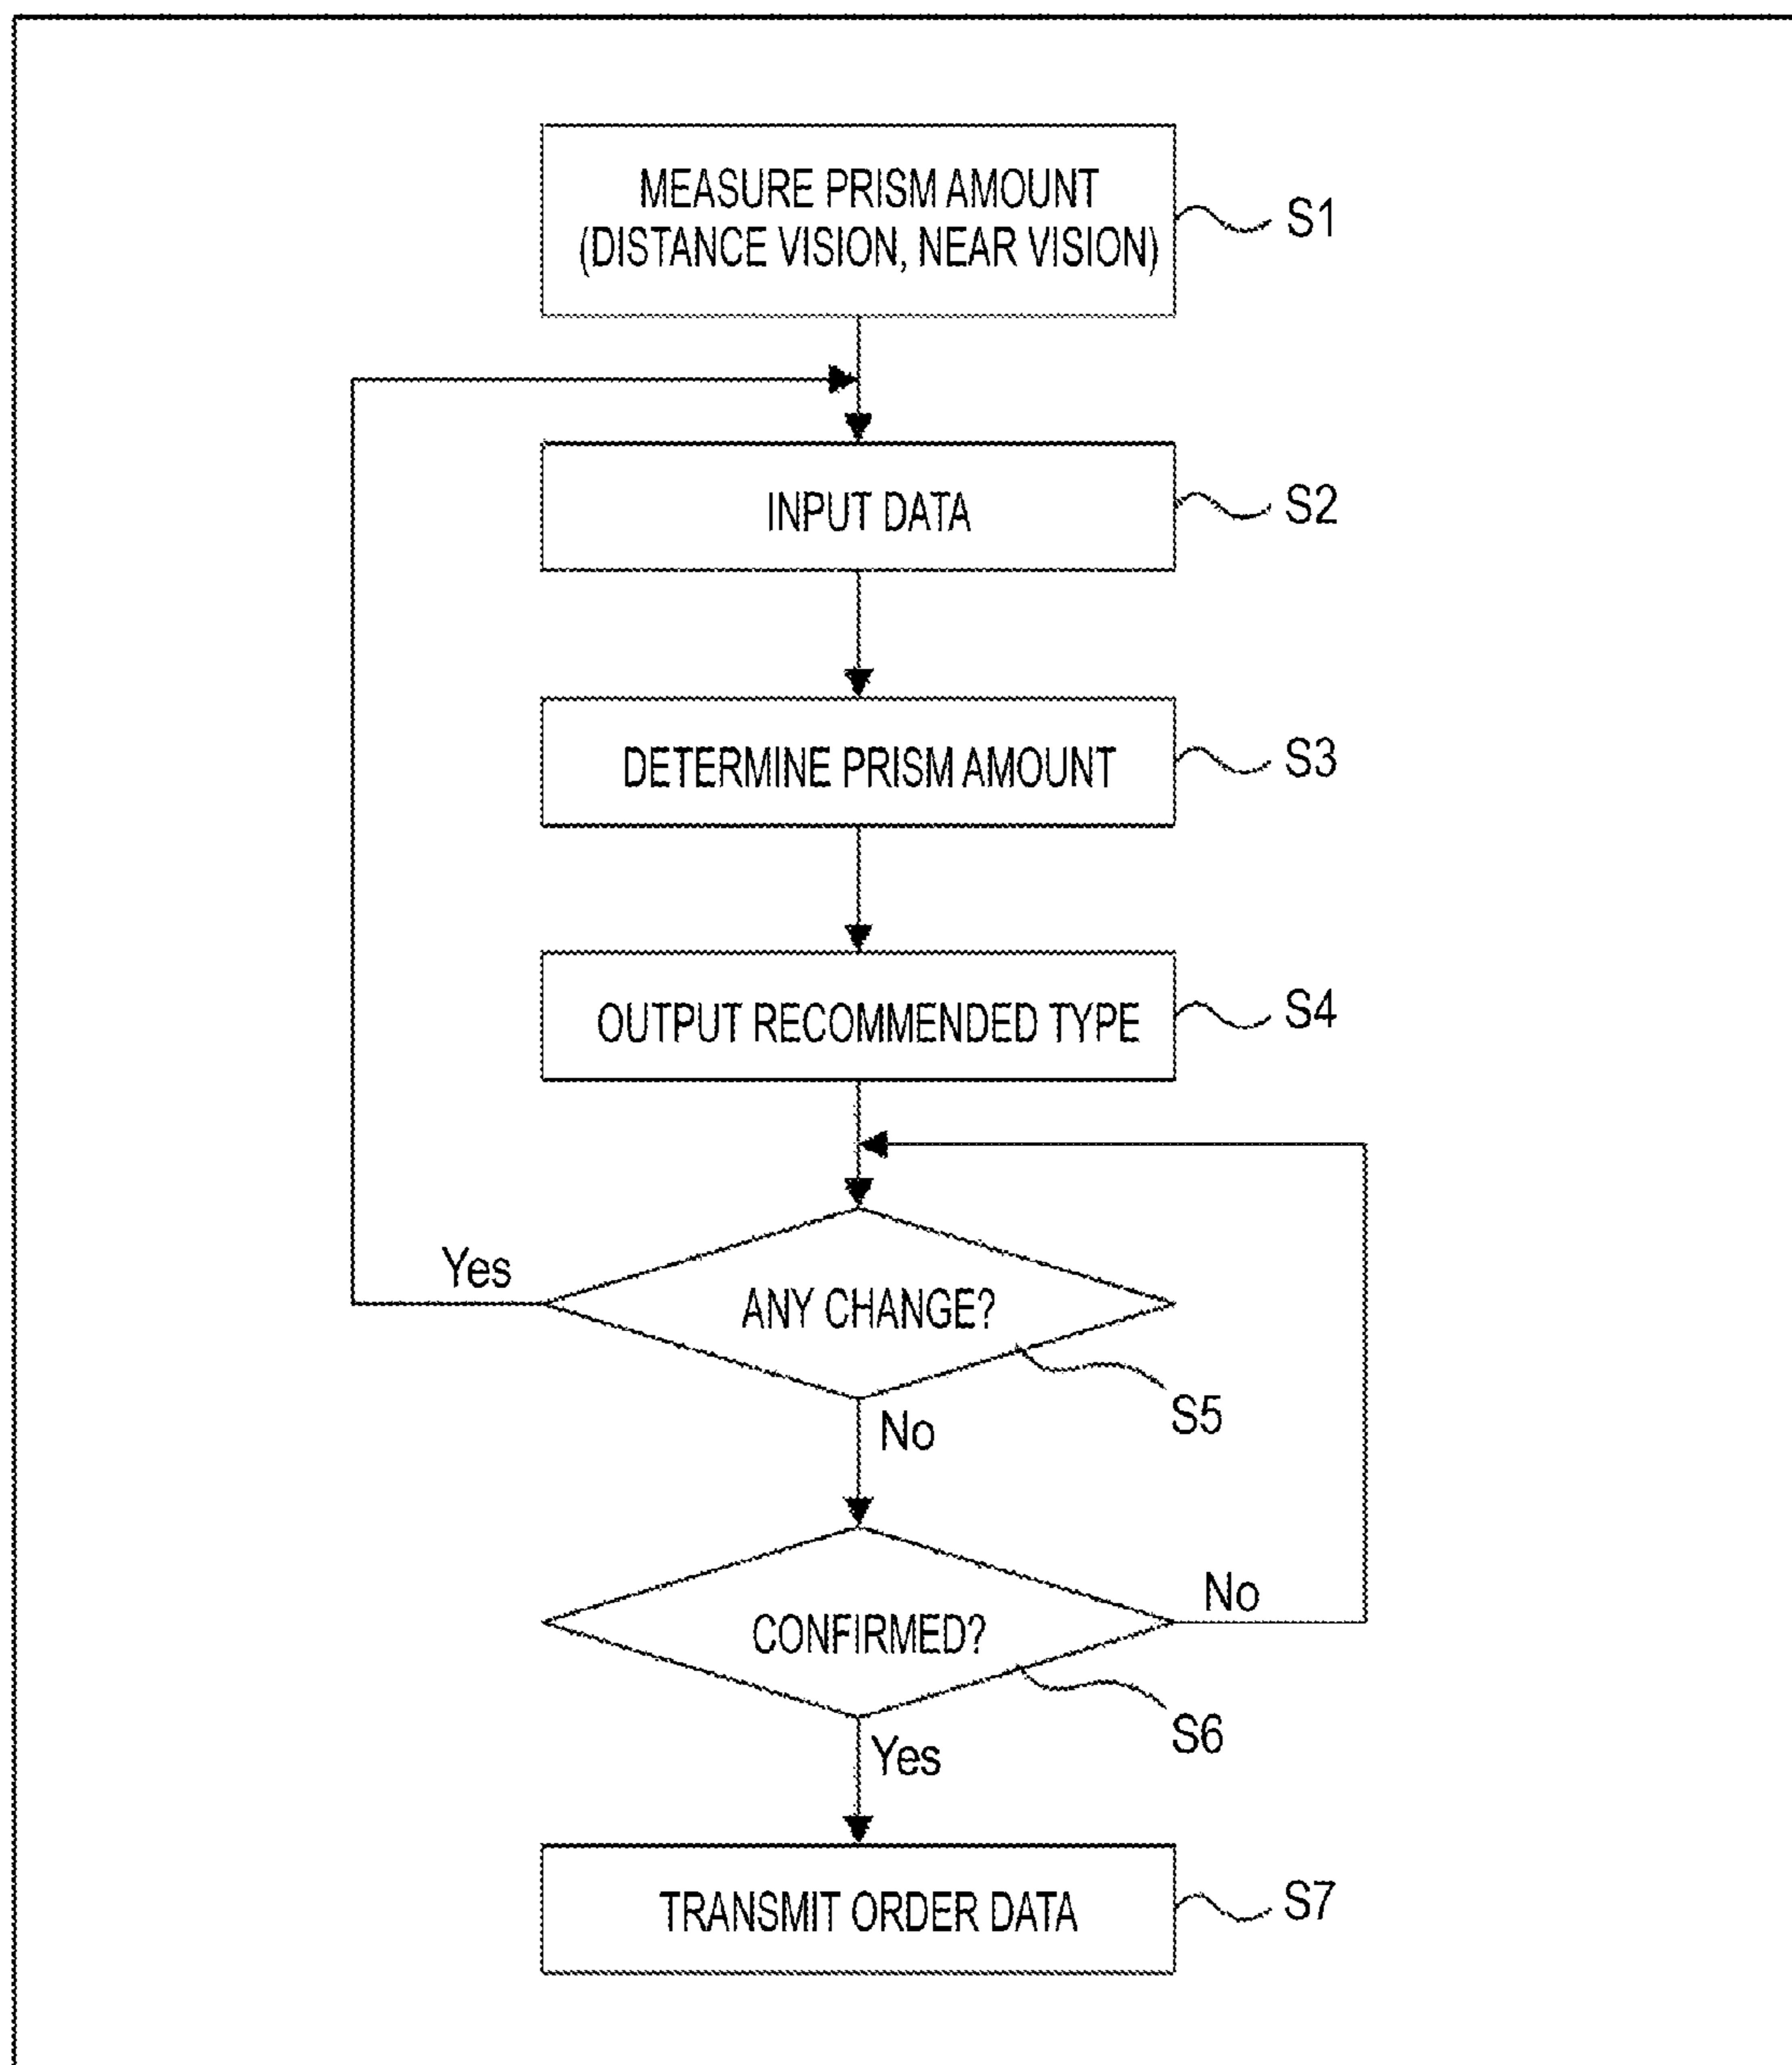 MEASURE PRISM AMOUNT
(DISTANCE VISION, NEAR VISION)
S1
INPUT DATA
S2
DETERMINE PRISM AMOUNT
S3
OUTPUT RECOMMENDED TYPE
S4
Yes
ANY CHANGE?
S5
No
CONFIRMED?
No
S6
Yes
TRANSMIT ORDER DATA
S7